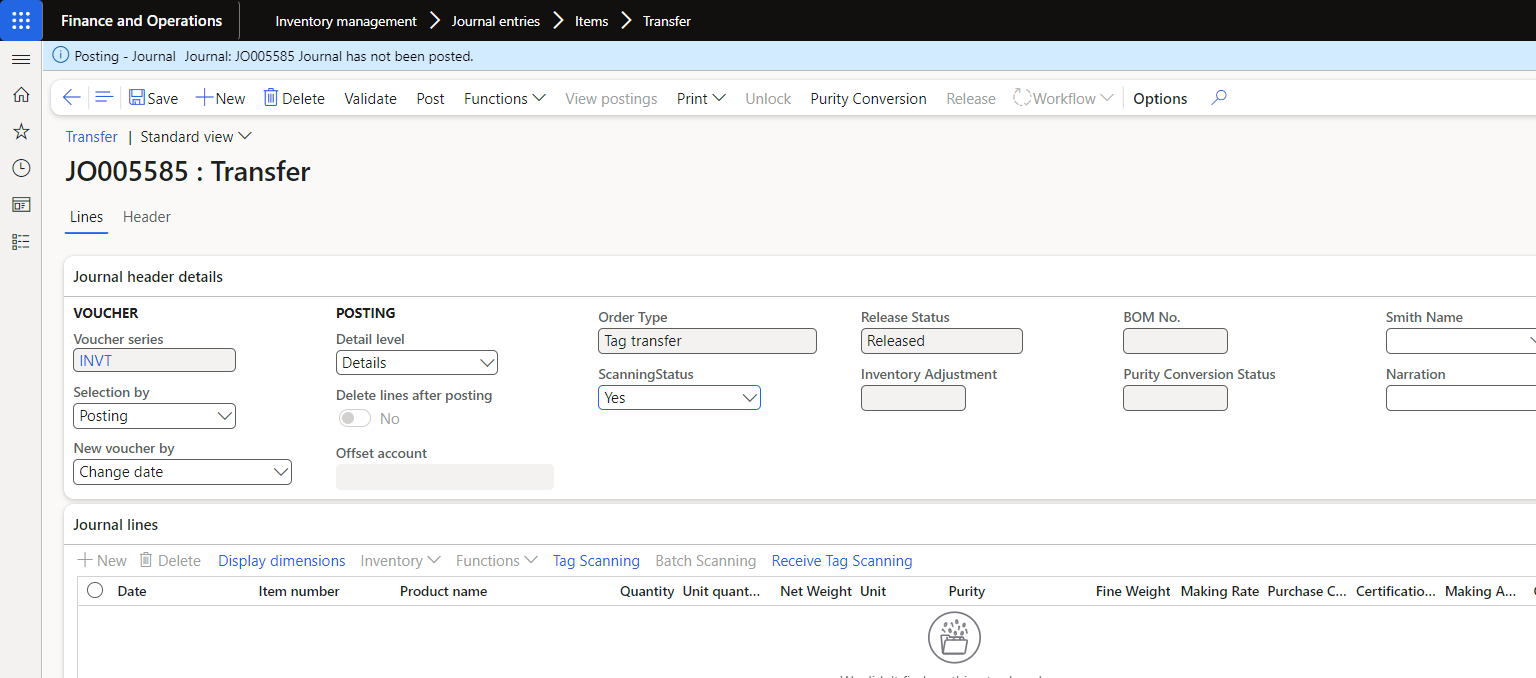 Finance and Operations Inventory management Journal entries Items Transfer
Posting - Journal Journal: JO005585 Journal has not been posted.
Save New Delete Validate Post Functions View postings Print Unlock Purity Conversion Release Workflow Options
Transfer | Standard view
JO005585 : Transfer
Lines Header
Journal header details
VOUCHER
Voucher series
INVT
Selection by
Posting
New voucher by
Change date
POSTING
Detail level
Details
Delete lines after posting
No
Offset account
Order Type
Tag transfer
ScanningStatus
Yes
Release Status
Released
Inventory Adjustment
BOM No.
Purity Conversion Status
Smith Name
Narration
Journal lines
New Delete Display dimensions Inventory Functions Tag Scanning Batch Scanning Receive Tag Scanning
Date Item number Product name Quantity Unit quant... Net Weight Unit Purity Fine Weight Making Rate Purchase C... Certificatio... Making A...